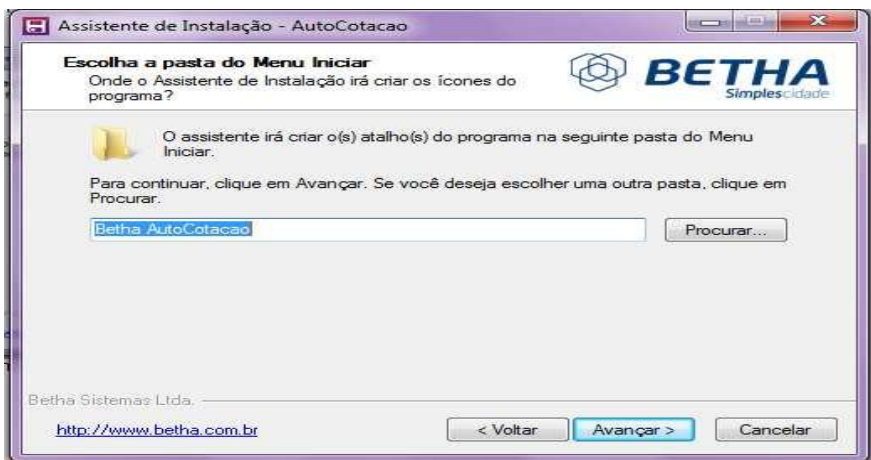 Assistente de Instalação - AutoCotacao
Escolha a pasta do Menu Iniciar
Onde o Assistente de Instalação irá criar os ícones do
programa?
BETHA
Simplescidade
O assistente irá criar o(s) atalho(s) do programa na seguinte pasta do Menu
Iniciar.
Para continuar, clique em Avançar. Se você deseja escolher uma outra pasta, clique em
Procurar.
Betha AutoCotacao
Procurar...
Betha Sistemas Ltda.
http://www.betha.com.br
< Voltar
Avançar >
Cancelar